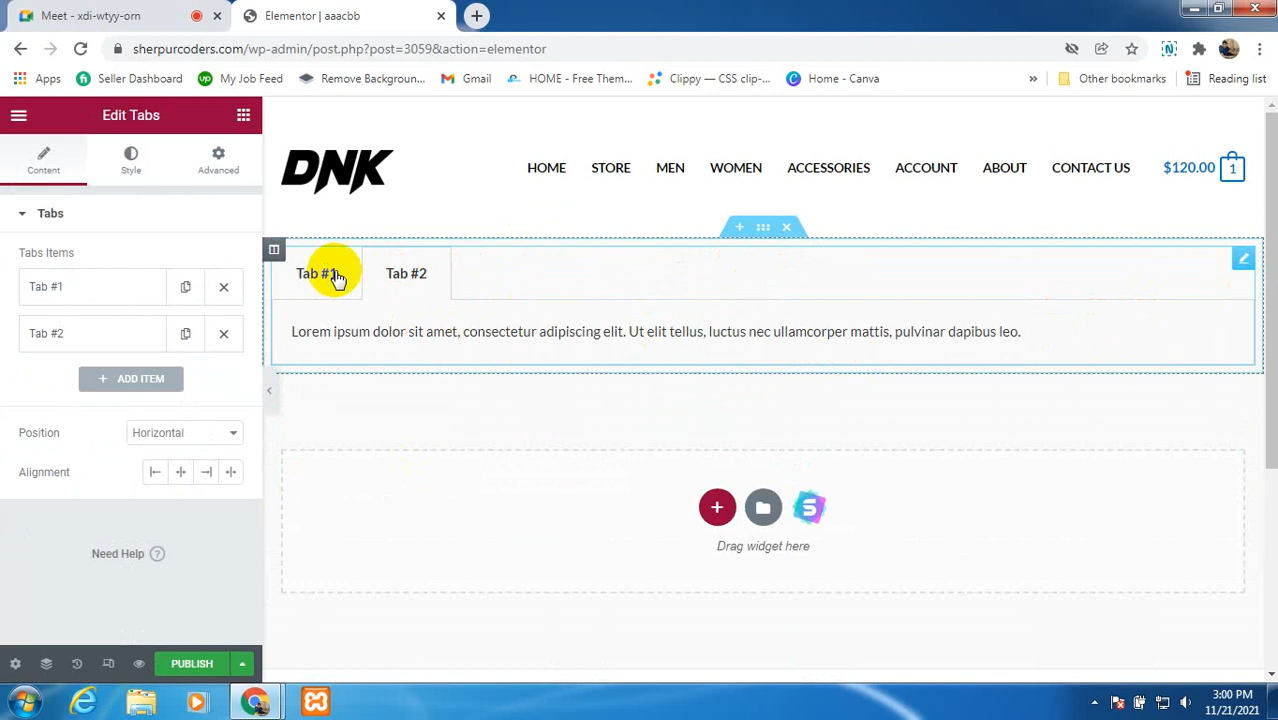 Meet - xdi-wtyy-orn
Elementor | aaacbb
sherpurcoders.com/wp-admin/post.php?post=3059&action=elementor
Apps
Seller Dashboard
My Job Feed
Remove Backgroun...
Gmail
HOME - Free Them...
Clippy — CSS clip-...
Home - Canva
»
Other bookmarks
Reading list
Edit Tabs
Content
Style
Advanced
Tabs
Tabs Items
Tab #1
Tab #2
+ ADD ITEM
Position
Horizontal
Alignment
Need Help ?
PUBLISH
DNK
HOME STORE MEN WOMEN ACCESSORIES ACCOUNT ABOUT CONTACT US $120.00 1
Tab #1
Tab #2
Lorem ipsum dolor sit amet, consectetur adipiscing elit. Ut elit tellus, luctus nec ullamcorper mattis, pulvinar dapibus leo.
Drag widget here
3:00 PM
11/21/2021